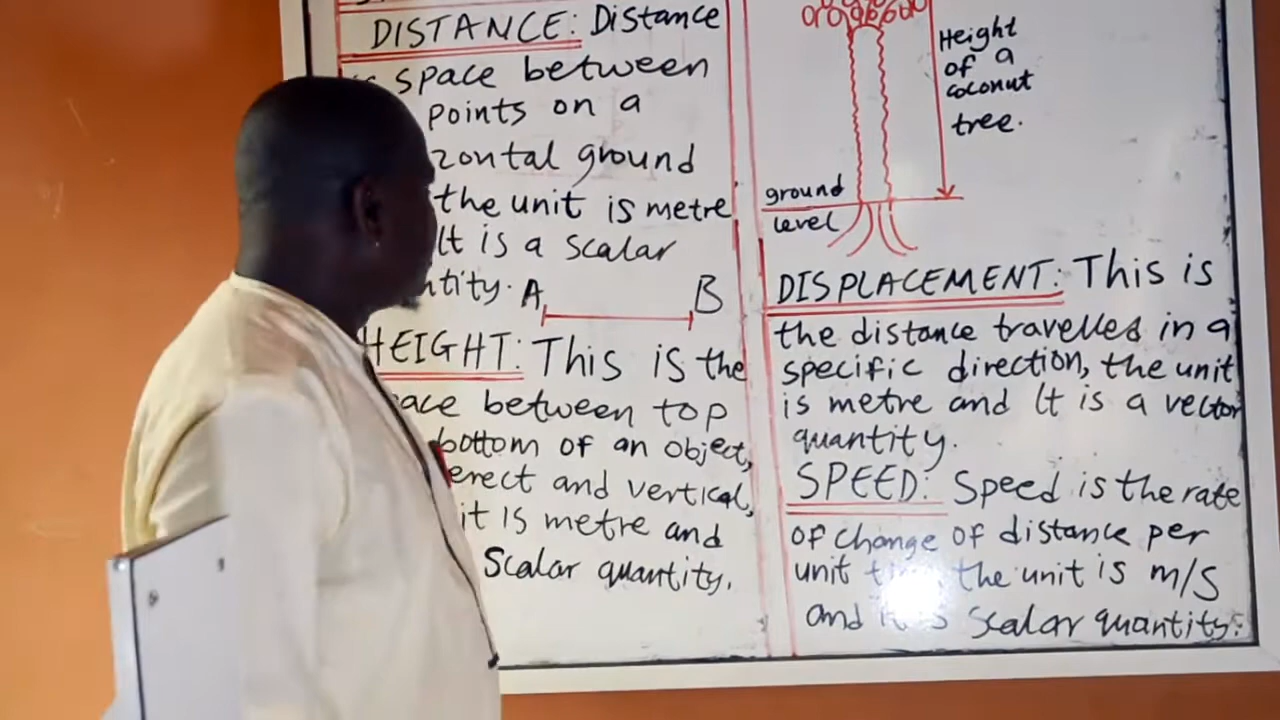 DISTANCE: Distance
space between
points on a
zontal ground
the unit is metre
It is a scalar
ntity. A B
HEIGHT: This is the
ace between top
bottom of an object,
erect and vertical,
it is metre and
Scalar quantity.
Height
of a
coconut
tree.
ground
level
DISPLACEMENT: This is
the distance travelled in a
specific direction, the unit
is metre and It is a vector
quantity.
SPEED: Speed is the rate
of change of distance per
unit the unit is m/s
and scalar quantity.